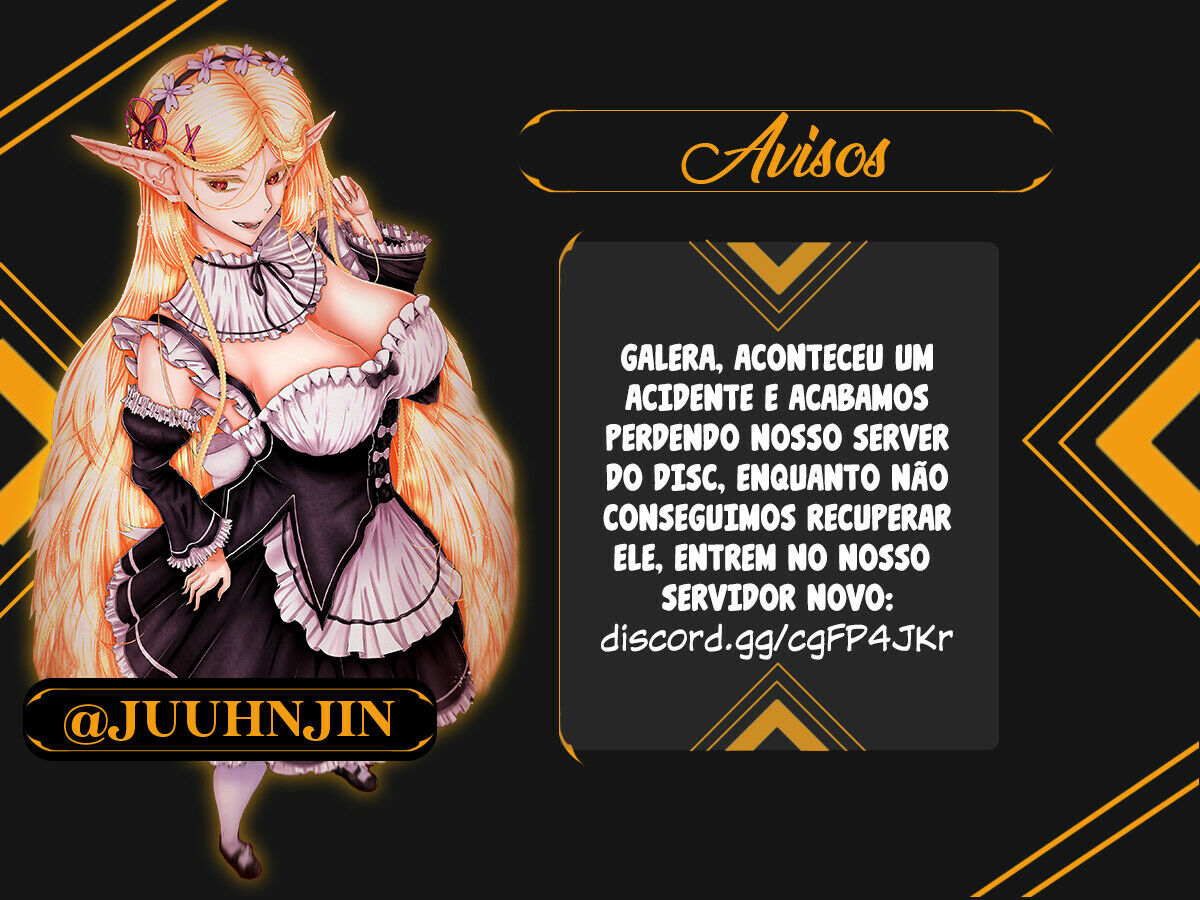 Avisos
GALERA, ACONTECEU UM
ACIDENTE E ACABAMOS
PERDENDO NOSSO SERVER
DO DISC, ENQUANTO NÃO
CONSEGUIMOS RECUPERAR
ELE, ENTREM NO NOSSO
SERVIDOR NOVO:
discord.gg/cgFP4JKr
@JUUHNJIN